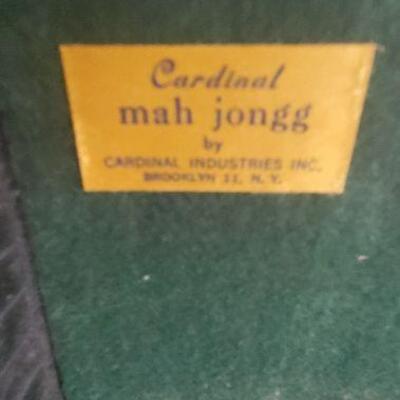 Cardinal
mah jongg
by
CARDINAL INDUSTRIES INC.
BROOKLYN 11, N. Y.